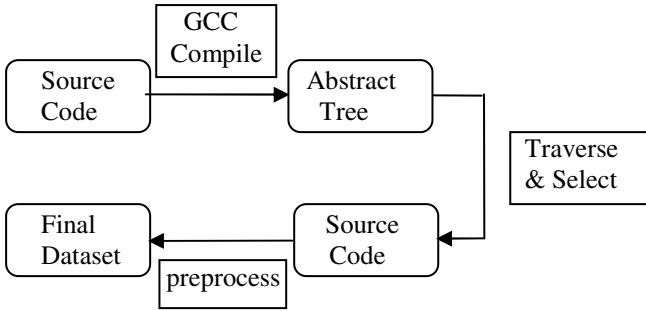 GCC
Compile
Source
Code
Abstract
Tree
Traverse
& Select
Final
Dataset
Source
Code
preprocess